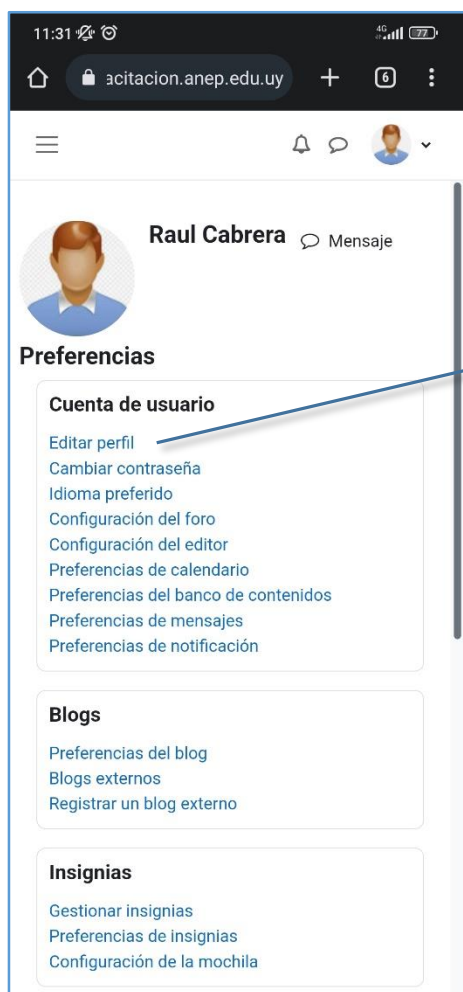 11:31
4G
77
acitacion.anep.edu.uy
6
Raul Cabrera
Mensaje
Preferencias
Cuenta de usuario
Editar perfil
Cambiar contraseña
Idioma preferido
Configuración del foro
Configuración del editor
Preferencias de calendario
Preferencias del banco de contenidos
Preferencias de mensajes
Preferencias de notificación
Blogs
Preferencias del blog
Blogs externos
Registrar un blog externo
Insignias
Gestionar insignias
Preferencias de insignias
Configuración de la mochila